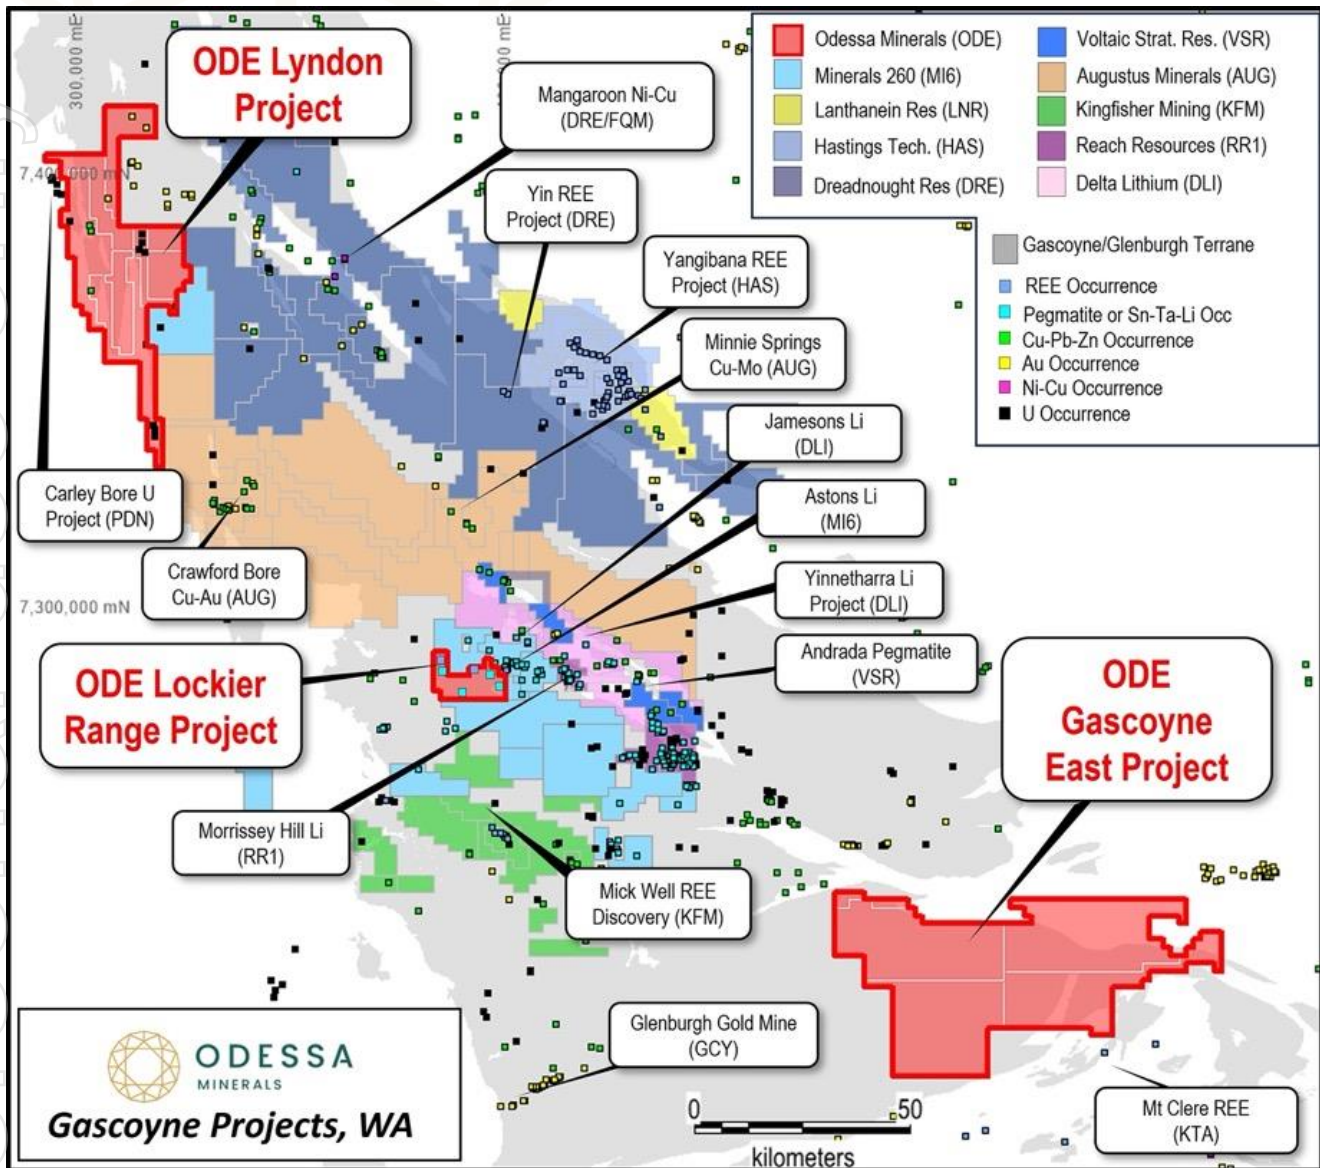 300,000 mE
,000 mE
7,400,000 mN
7,300,000 mN
ODE Lyndon
Project
Mangaroon Ni-Cu
(DRE/FQM)
Yin REE
Project (DRE)
Yangibana REE
Project (HAS)
Minnie Springs
Cu-Mo (AUG)
Jamesons Li
(DLI)
Astons Li
(MI6)
Yinnetharra Li
Project (DLI)
Andrada Pegmatite
(VSR)
Carley Bore U
Project (PDN)
Crawford Bore
Cu-Au (AUG)
ODE Lockier
Range Project
ODE
Gascoyne
East Project
Morrissey Hill Li
(RR1)
Mick Well REE
Discovery (KFM)
Glenburgh Gold Mine
(GCY)
Mt Clere REE
(KTA)
Odessa Minerals (ODE)
Minerals 260 (MI6)
Lanthanein Res (LNR)
Hastings Tech. (HAS)
Dreadnought Res (DRE)
Voltaic Strat. Res. (VSR)
Augustus Minerals (AUG)
Kingfisher Mining (KFM)
Reach Resources (RR1)
Delta Lithium (DLI)
Gascoyne/Glenburgh Terrane
REE Occurrence
Pegmatite or Sn-Ta-Li Occ
Cu-Pb-Zn Occurrence
Au Occurrence
Ni-Cu Occurrence
U Occurrence
ODESSA
MINERALS
Gascoyne Projects, WA
0 50
kilometers